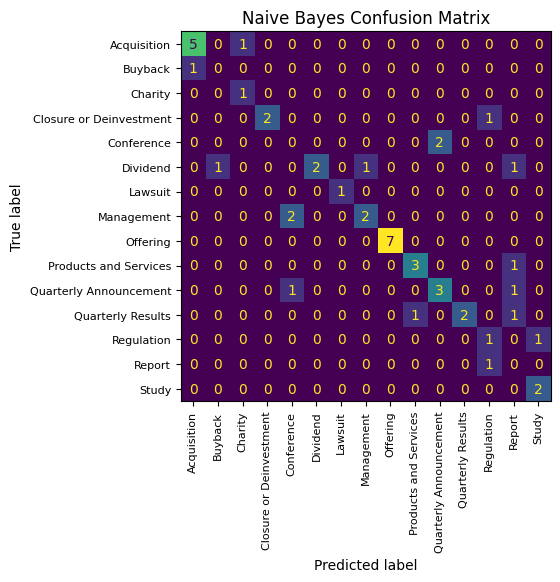 Naive Bayes Confusion Matrix
True label
Acquisition 5 0 1 0 0 0 0 0 0 0 0 0 0 0 0
Buyback 1 0 0 0 0 0 0 0 0 0 0 0 0 0 0
Charity 0 0 1 0 0 0 0 0 0 0 0 0 0 0 0
Closure or Deinvestment 0 0 0 2 0 0 0 0 0 0 0 0 1 0 0
Conference 0 0 0 0 0 0 0 0 0 0 2 0 0 0 0
Dividend 0 1 0 0 0 2 0 1 0 0 0 0 0 1 0
Lawsuit 0 0 0 0 0 0 1 0 0 0 0 0 0 0 0
Management 0 0 0 0 2 0 0 2 0 0 0 0 0 0 0
Offering 0 0 0 0 0 0 0 0 7 0 0 0 0 0 0
Products and Services 0 0 0 0 0 0 0 0 0 3 0 0 0 1 0
Quarterly Announcement 0 0 0 0 1 0 0 0 0 0 3 0 0 1 0
Quarterly Results 0 0 0 0 0 0 0 0 0 1 0 2 0 1 0
Regulation 0 0 0 0 0 0 0 0 0 0 0 0 1 0 1
Report 0 0 0 0 0 0 0 0 0 0 0 0 1 0 0
Study 0 0 0 0 0 0 0 0 0 0 0 0 0 0 2
Acquisition
Buyback
Charity
Closure or Deinvestment
Conference
Dividend
Lawsuit
Management
Offering
Products and Services
Quarterly Announcement
Quarterly Results
Regulation
Report
Study
Predicted label